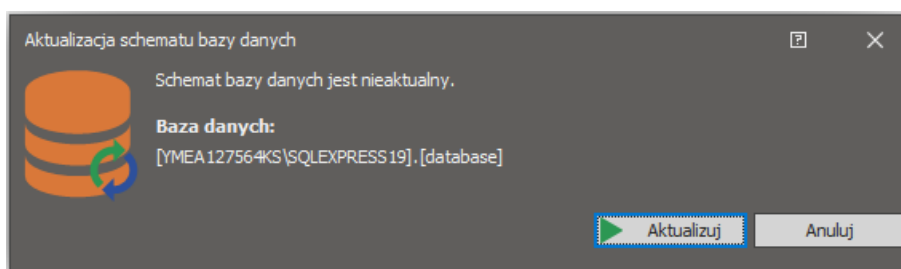 Aktualizacja schematu bazy danych
Schemat bazy danych jest nieaktualny.
Baza danych:
[YMEA127564KS\SQLEXPRESS19].[database]
Aktualizuj
Anuluj